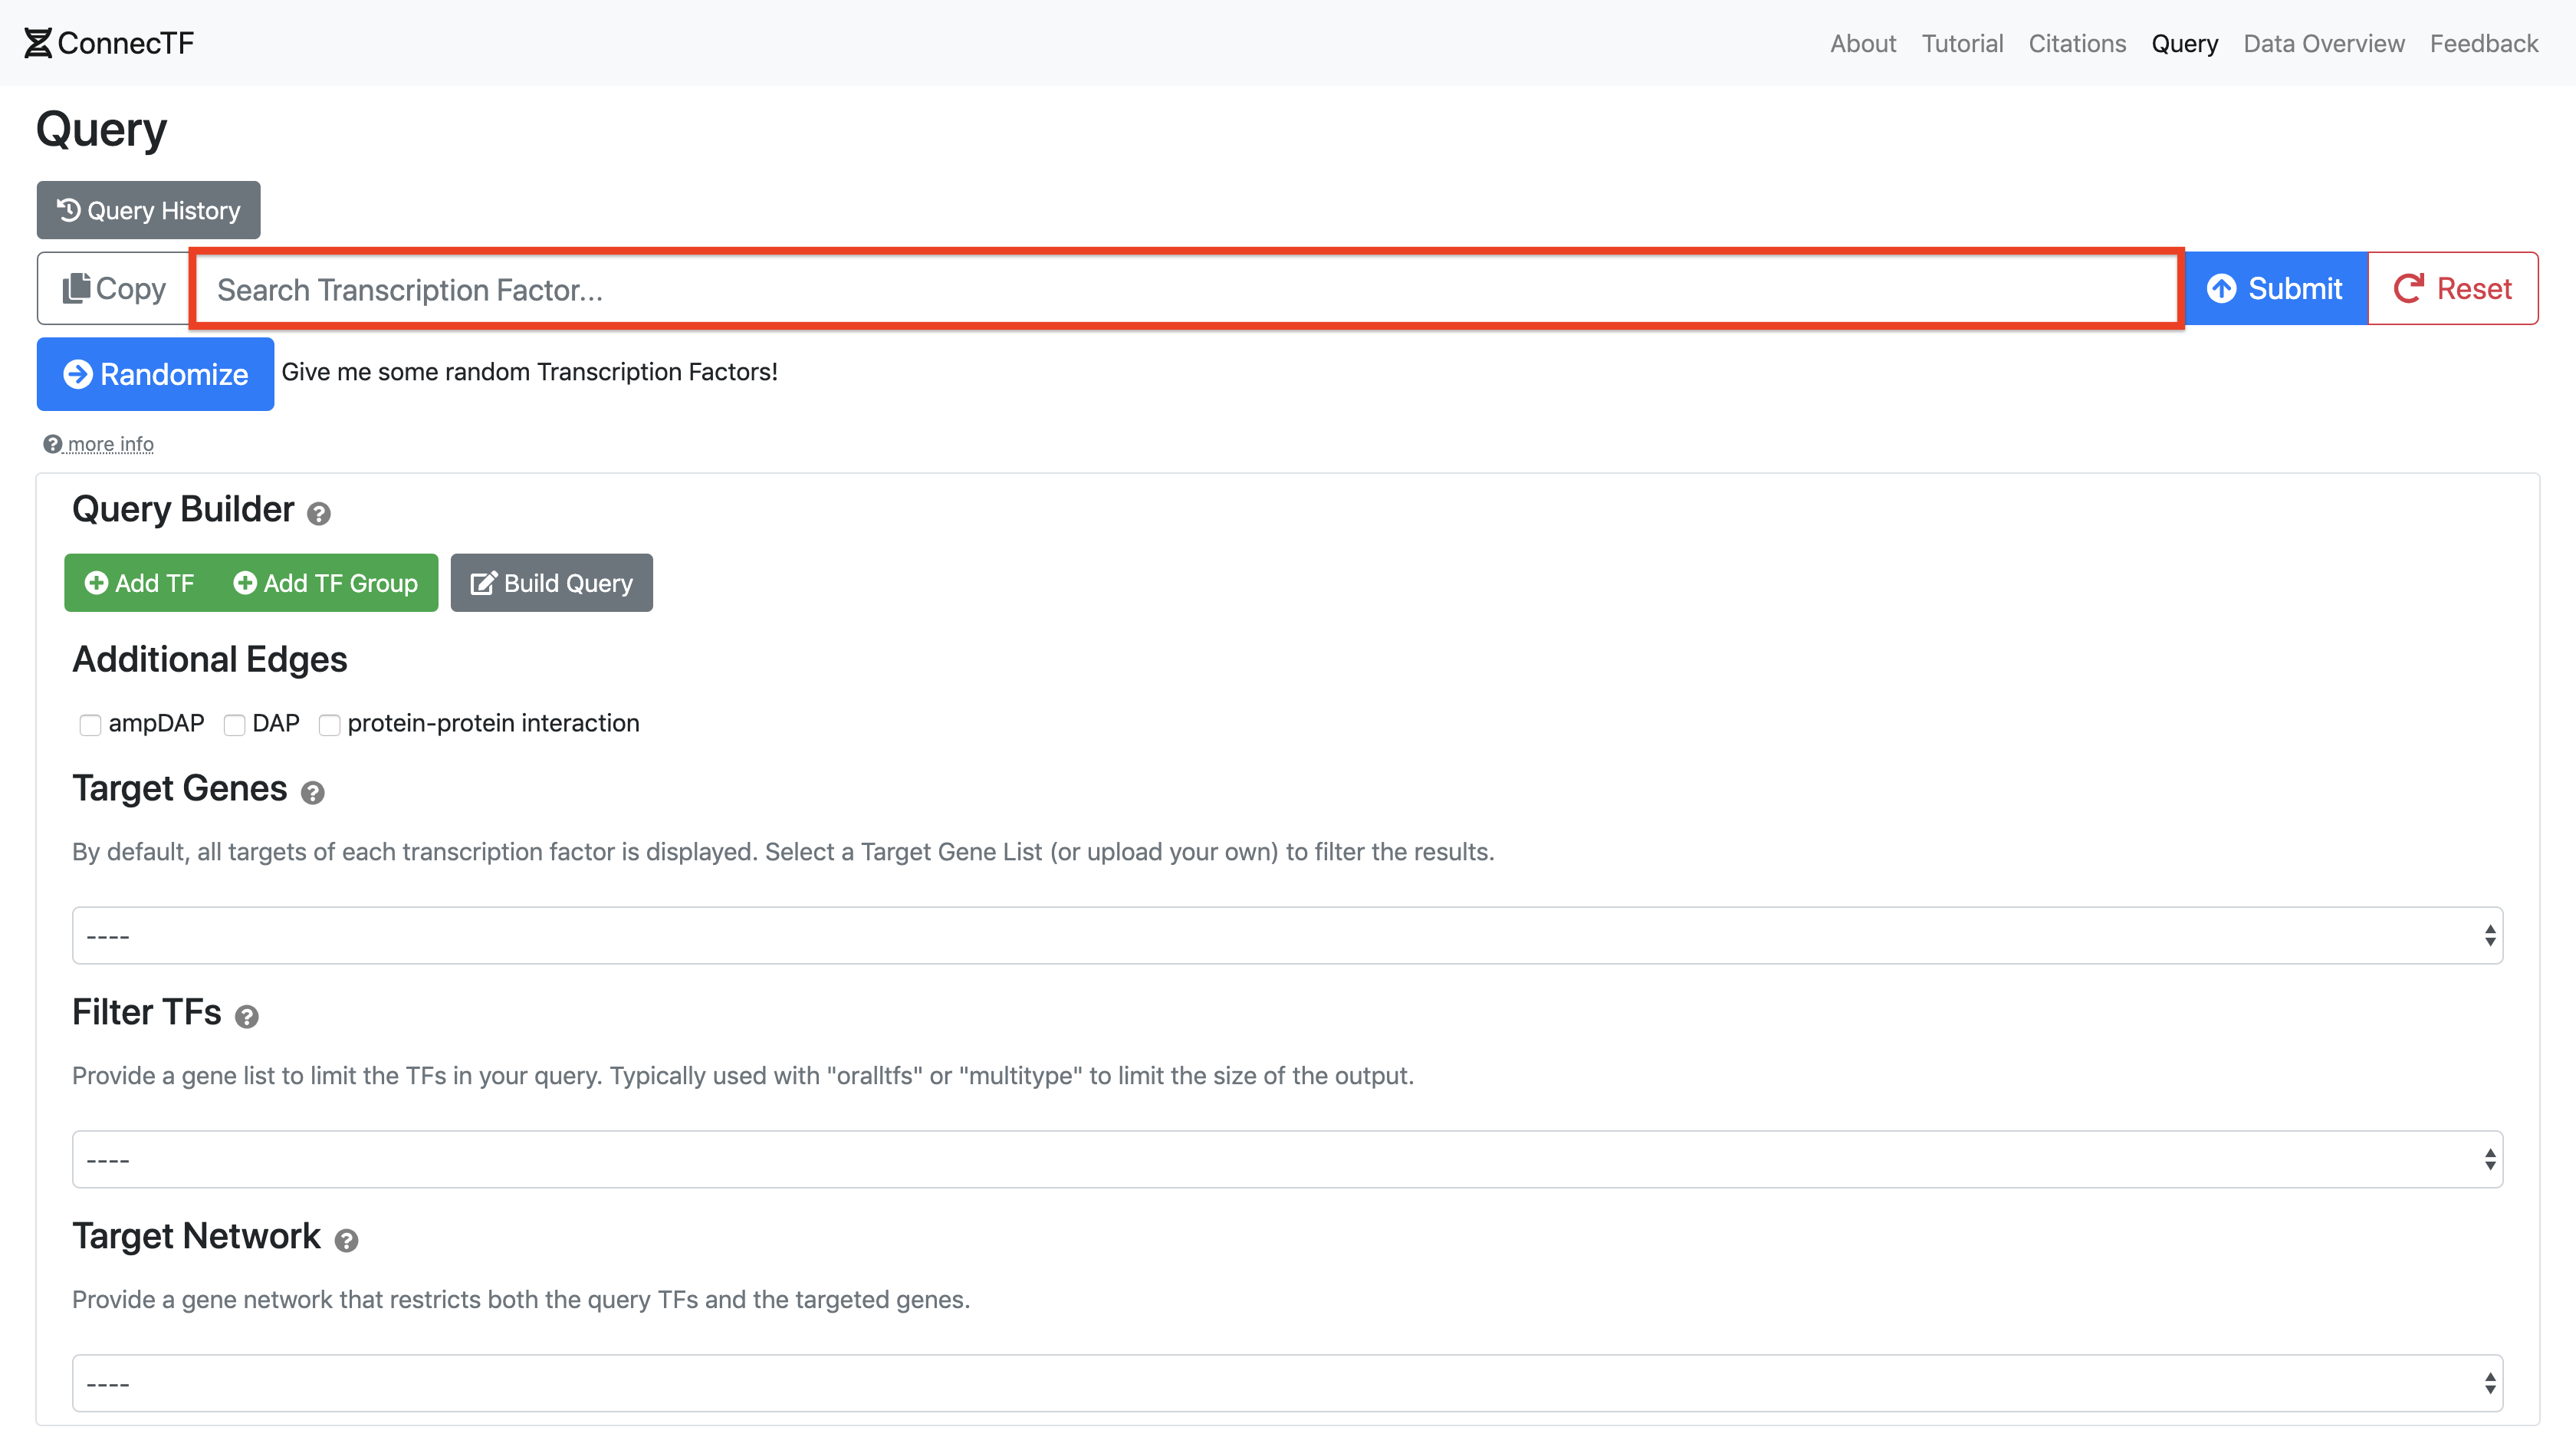 ConnecTF About Tutorial Citations Query Data Overview Feedback
Query
Query History
Copy Search Transcription Factor... Submit Reset
Randomize Give me some random Transcription Factors!
more info
Query Builder
Add TF Add TF Group Build Query
Additional Edges
ampDAP DAP protein-protein interaction
Target Genes
By default, all targets of each transcription factor is displayed. Select a Target Gene List (or upload your own) to filter the results.
----
Filter TFs
Provide a gene list to limit the TFs in your query. Typically used with "oralltfs" or "multitype" to limit the size of the output.
----
Target Network
Provide a gene network that restricts both the query TFs and the targeted genes.
----